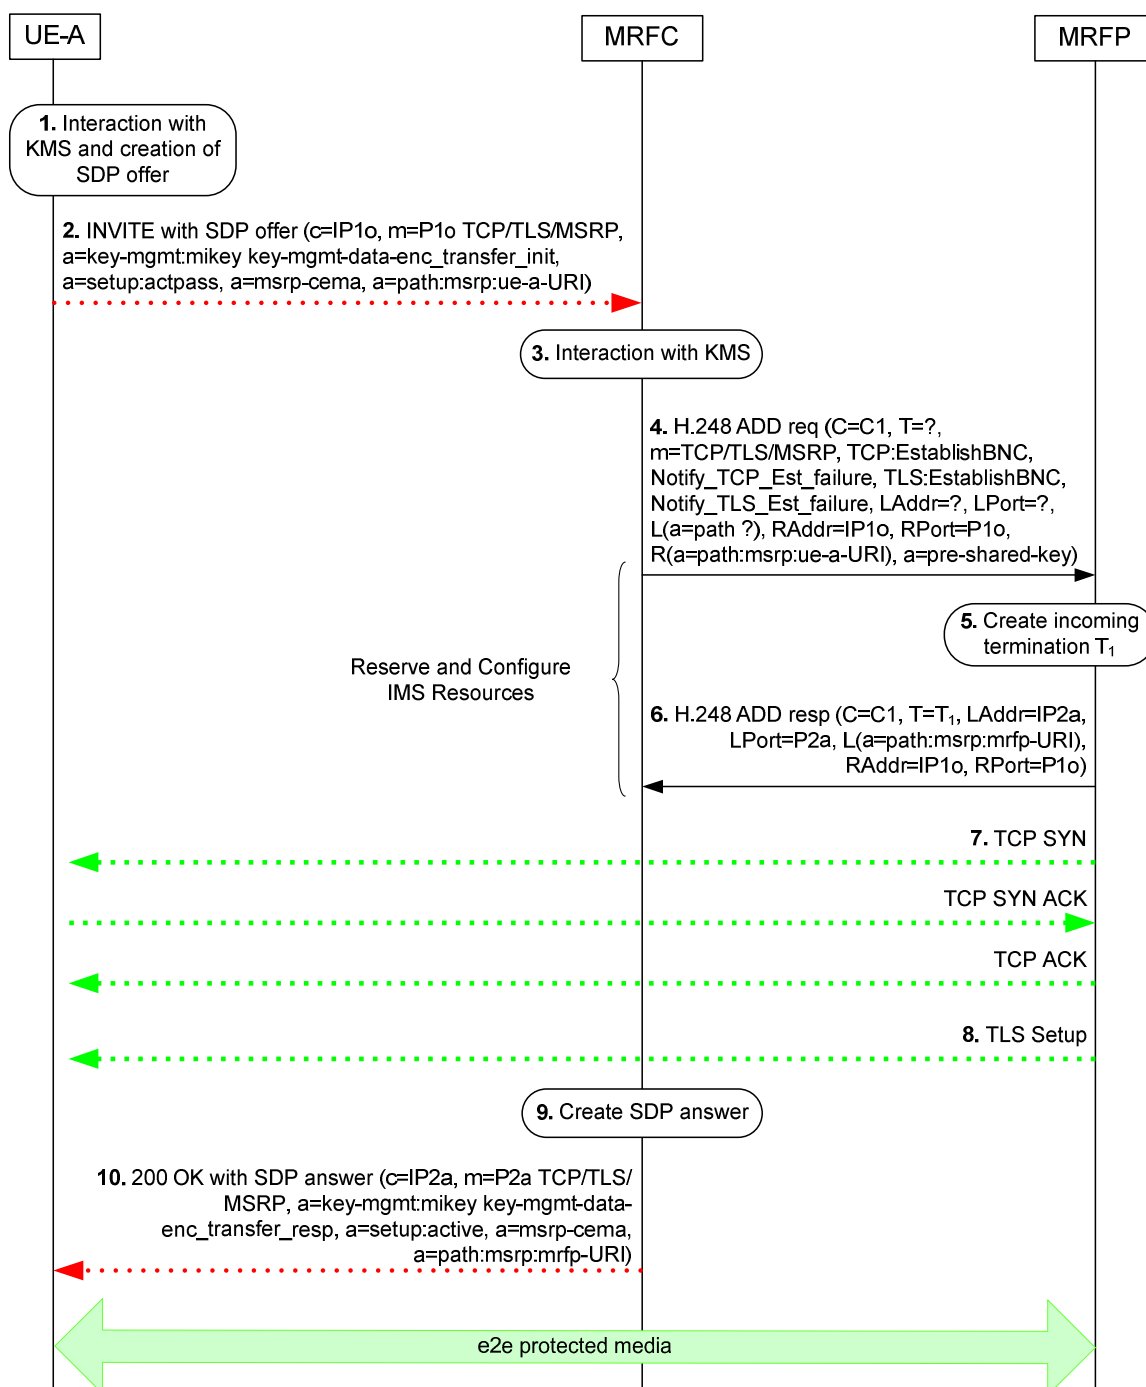 UE-A
MRFC
MRFP
1. Interaction with
KMS and creation of
SDP offer
2. INVITE with SDP offer (c=IP1o, m=P1o TCP/TLS/MSRP,
a=key-mgmt:mikey key-mgmt-data-enc_transfer_init,
a=setup:actpass, a=msrp-cema, a=path:msrp:ue-a-URI)
3. Interaction with KMS
4. H.248 ADD req (C=C1, T=?,
m=TCP/TLS/MSRP, TCP:EstablishBNC,
Notify_TCP_Est_failure, TLS:EstablishBNC,
Notify_TLS_Est_failure, LAddr=?, LPort=?,
L(a=path ?), RAddr=IP1o, RPort=P1o,
R(a=path:msrp:ue-a-URI), a=pre-shared-key)
5. Create incoming
termination T1
Reserve and Configure
IMS Resources
6. H.248 ADD resp (C=C1, T=T1, LAddr=IP2a,
LPort=P2a, L(a=path:msrp:mrfp-URI),
RAddr=IP1o, RPort=P1o)
7. TCP SYN
TCP SYN ACK
TCP ACK
8. TLS Setup
9. Create SDP answer
10. 200 OK with SDP answer (c=IP2a, m=P2a TCP/TLS/
MSRP, a=key-mgmt:mikey key-mgmt-data-
enc_transfer_resp, a=setup:active, a=msrp-cema,
a=path:msrp:mrfp-URI)
e2e protected media